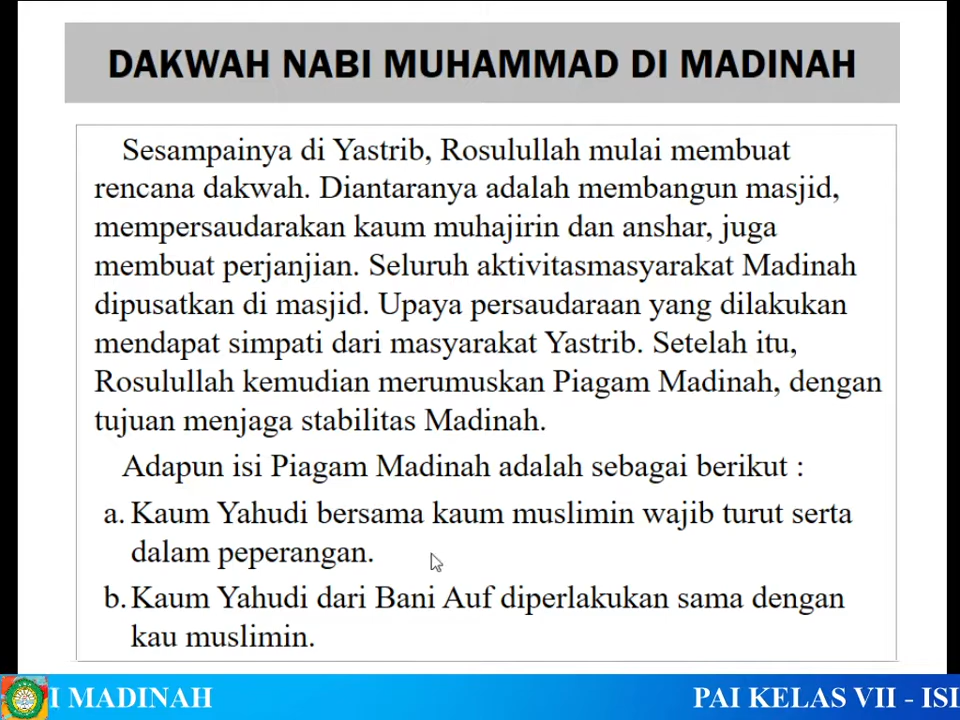 DAKWAH NABI MUHAMMAD DI MADINAH
Sesampainya di Yastrib, Rosulullah mulai membuat
rencana dakwah. Diantaranya adalah membangun masjid,
mempersaudarakan kaum muhajirin dan anshar, juga
membuat perjanjian. Seluruh aktivitasmasyarakat Madinah
dipusatkan di masjid. Upaya persaudaraan yang dilakukan
mendapat simpati dari masyarakat Yastrib. Setelah itu,
Rosulullah kemudian merumuskan Piagam Madinah, dengan
tujuan menjaga stabilitas Madinah.
Adapun isi Piagam Madinah adalah sebagai berikut :
a. Kaum Yahudi bersama kaum muslimin wajib turut serta
dalam peperangan.
b. Kaum Yahudi dari Bani Auf diperlakukan sama dengan
kau muslimin.
I MADINAH PAI KELAS VII - ISL